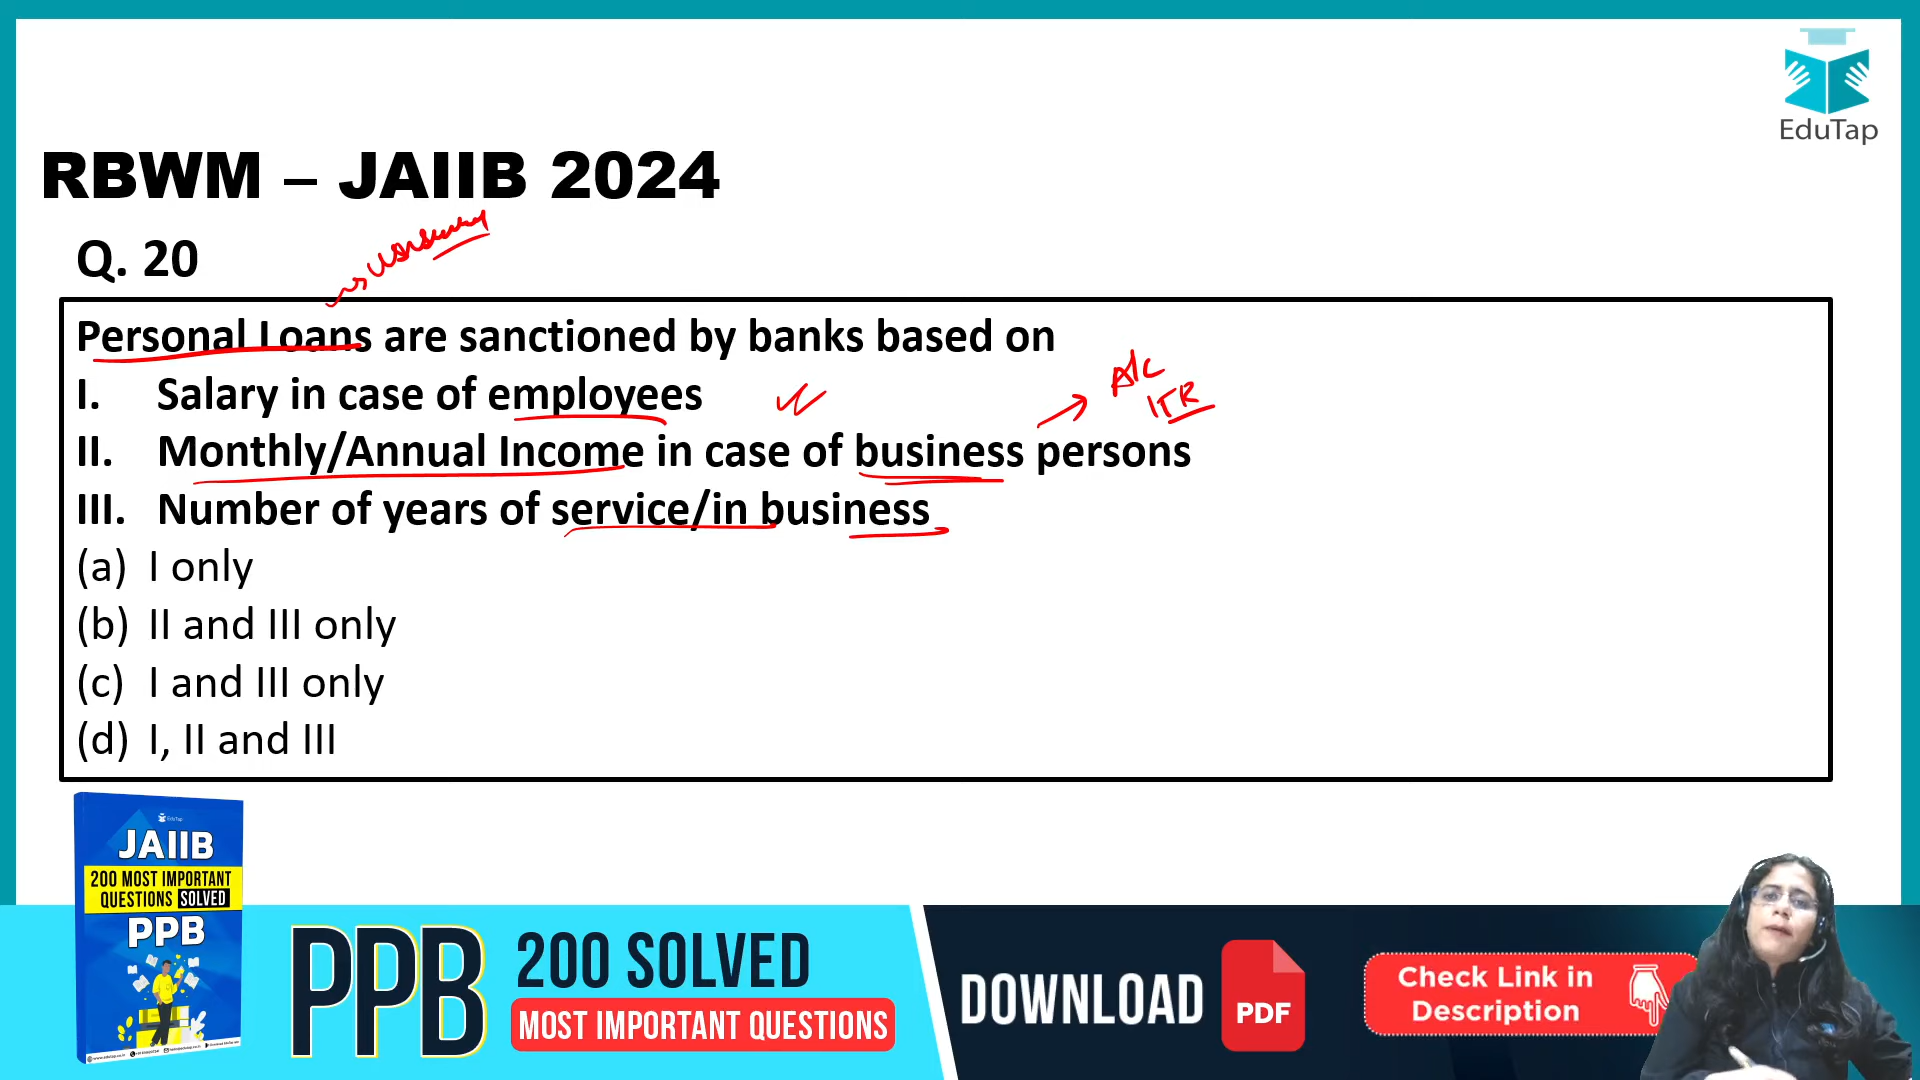 EduTap
RBWM – JAIIB 2024
unsecured
Q. 20
Personal Loans are sanctioned by banks based on
A/C
ITR
I. Salary in case of employees
II. Monthly/Annual Income in case of business persons
III. Number of years of service/in business
(a) I only
(b) II and III only
(c) I and III only
(d) I, II and III
EduTap
JAIIB
200 MOST IMPORTANT
QUESTIONS SOLVED
PPB
PPB
200 SOLVED
MOST IMPORTANT QUESTIONS
DOWNLOAD
PDF
Check Link in
Description